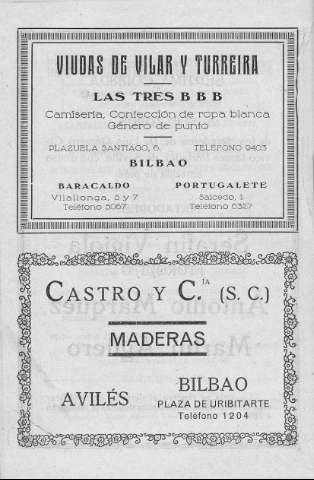 VIUDAS DE VILAR Y TURREIRA
LAS TRES B B B
Camisería, Confección de ropa blanca
Género de punto
PLAZUELA SANTIAGO, 6. TELÉFONO 9403
BILBAO
BARACALDO PORTUGALETE
Vilallonga, 5 y 7 Salcedo, 1
Teléfono 5067 Teléfono 5327
CASTRO Y C.ᴵᴬ (S. C.)
MADERAS
AVILÉS BILBAO
PLAZA DE URIBITARTE
Teléfono 1204